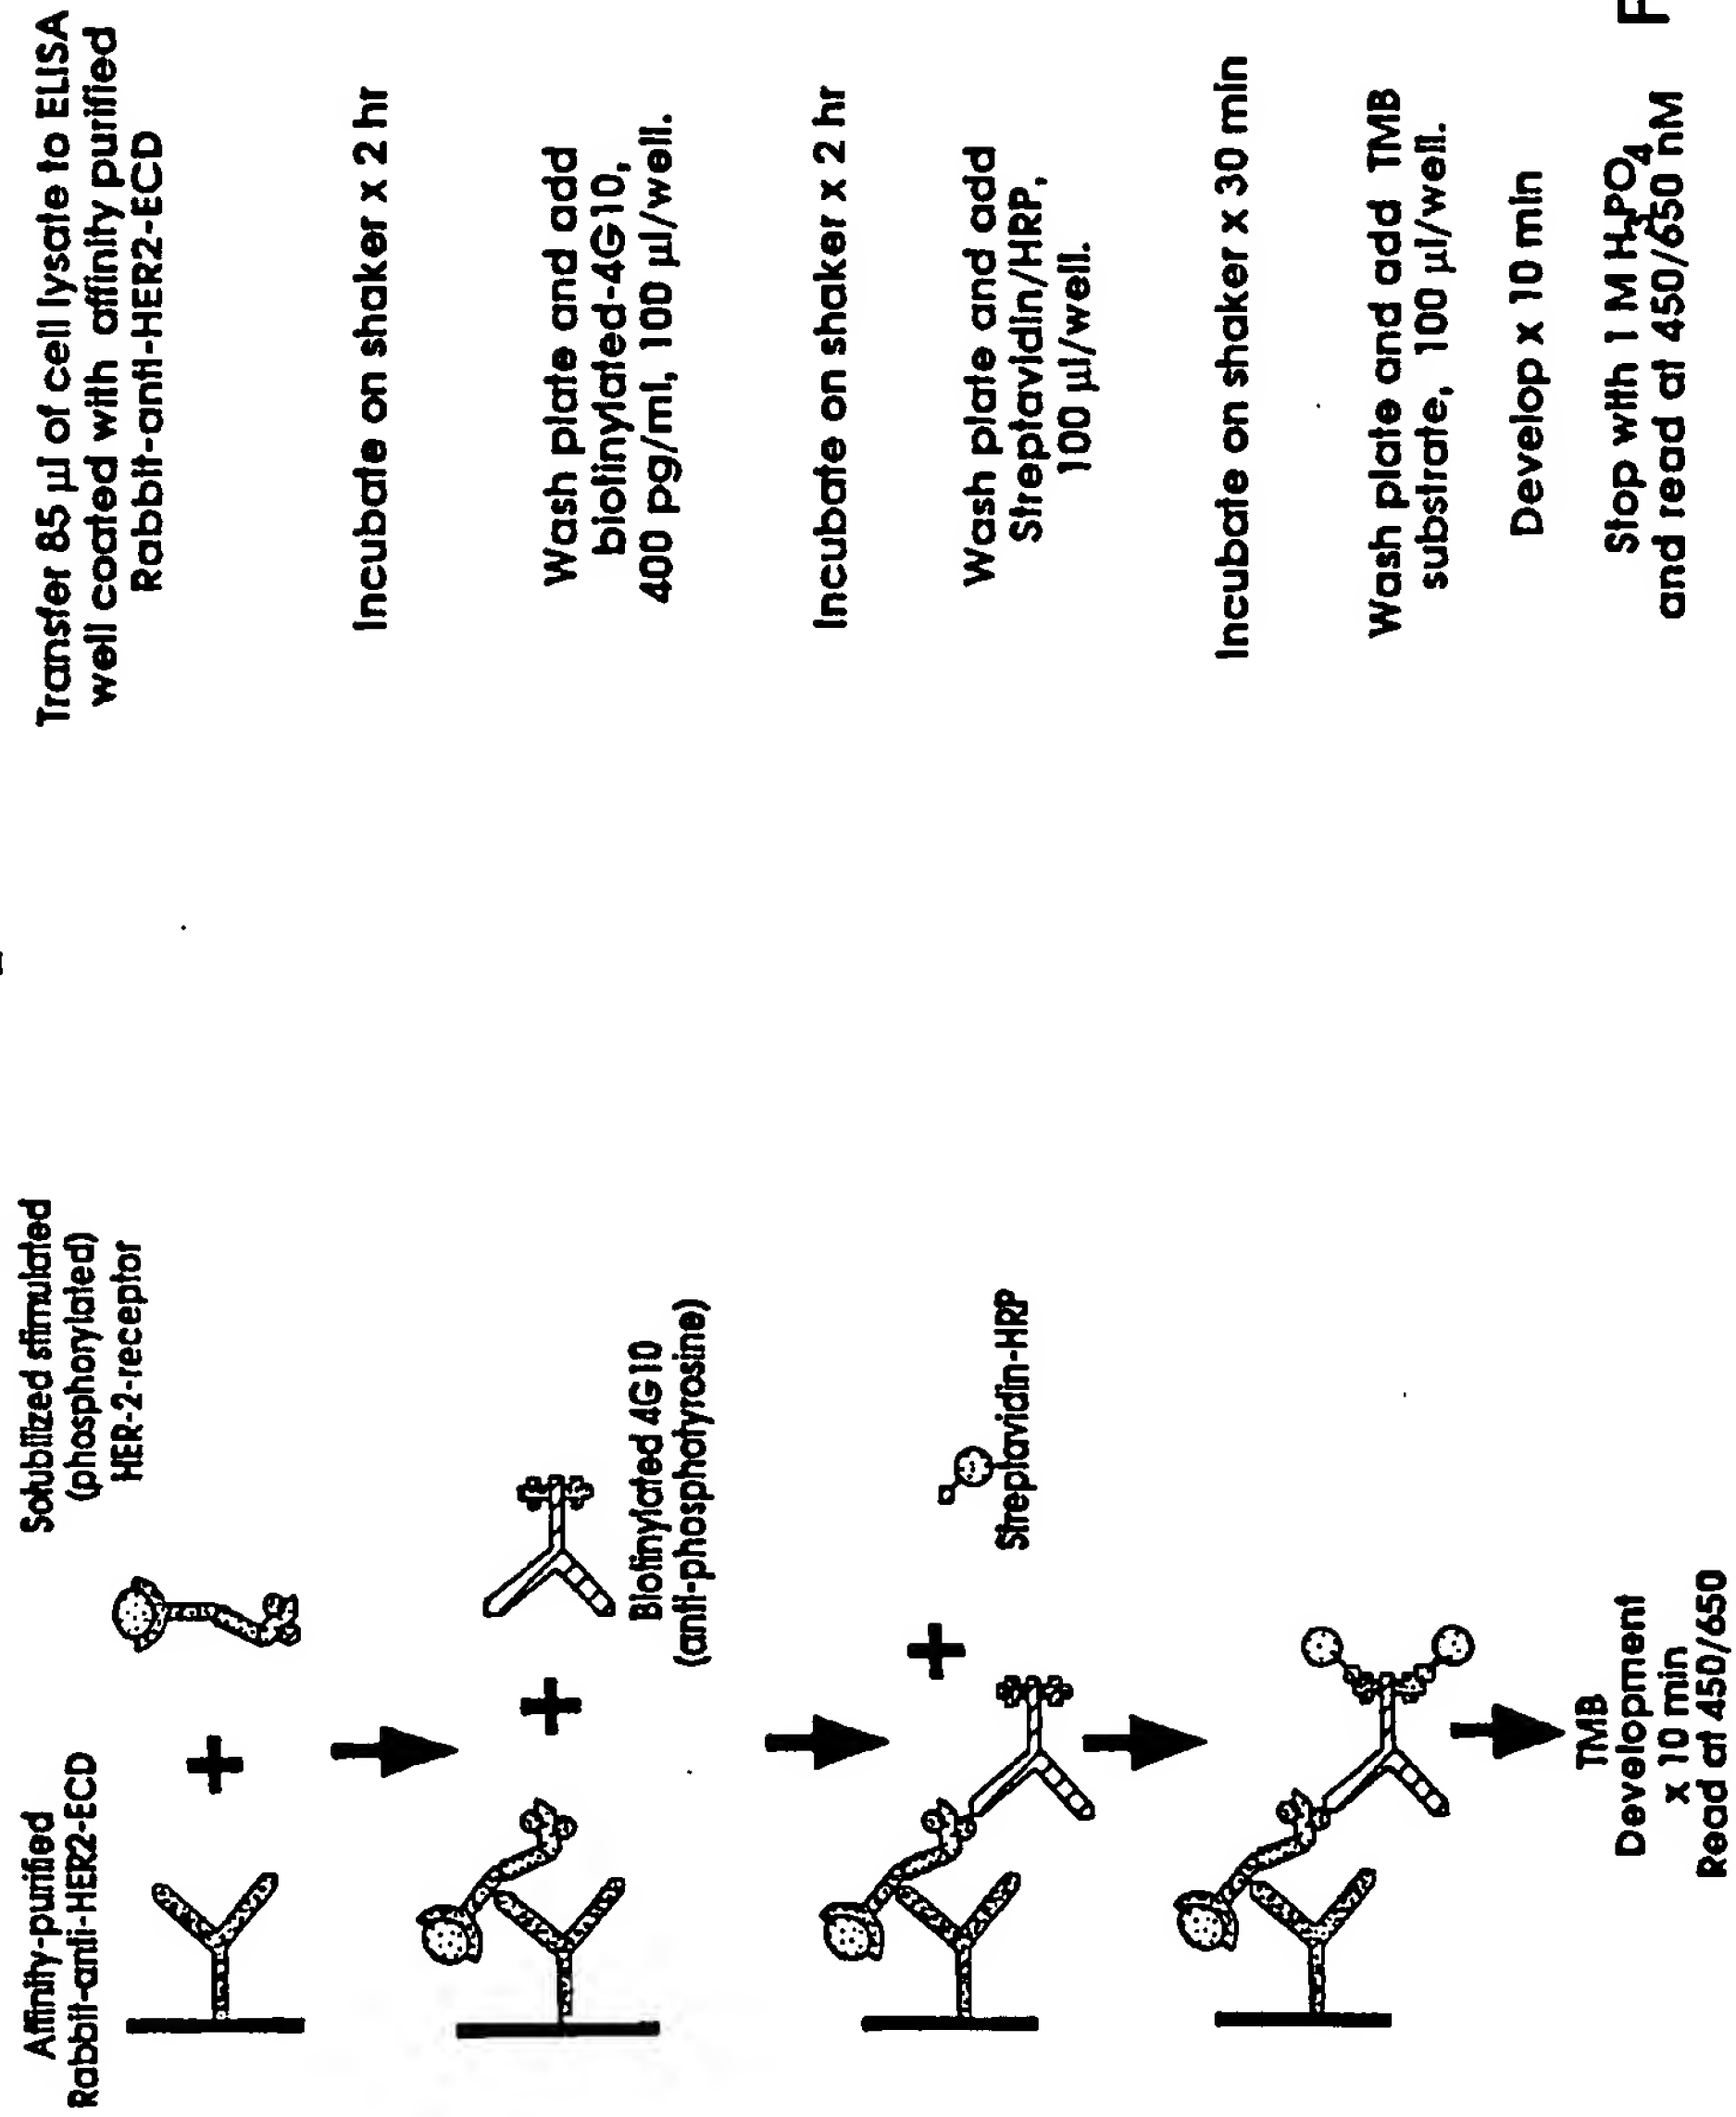 Affinity-purified
Rabbit-anti-HER2-ECD
Solubilized stimulated
(phosphorylated)
HER-2-receptor
Transfer 85 µl of cell lysate to ELISA
well coated with affinity purified
Rabbit-anti-HER2-ECD
Incubate on shaker x 2 hr
Biotinylated 4G10
(anti-phosphotyrosine)
Wash plate and add
biotinylated-4G10,
400 pg/ml, 100 µl/well.
Incubate on shaker x 2 hr
Streptavidin-HRP
Wash plate and add
Streptavidin/HRP,
100 µl/well.
Incubate on shaker x 30 min
Wash plate and add TMB
substrate, 100 µl/well.
Develop x 10 min
TMB
Development
x 10 min
Read at 450/650
Stop with 1 M H3PO4
and read at 450/650 nM
F